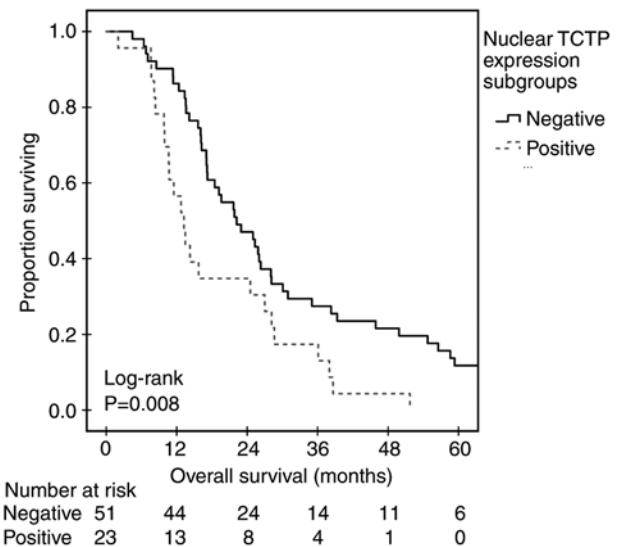 Proportion surviving
1.0
0.8
0.6
0.4
0.2
0.0
Nuclear TCTP
expression
subgroups
Negative
Positive
...
Log-rank
P=0.008
0 12 24 36 48 60
Overall survival (months)
Number at risk
Negative 51 44 24 14 11 6
Positive 23 13 8 4 1 0